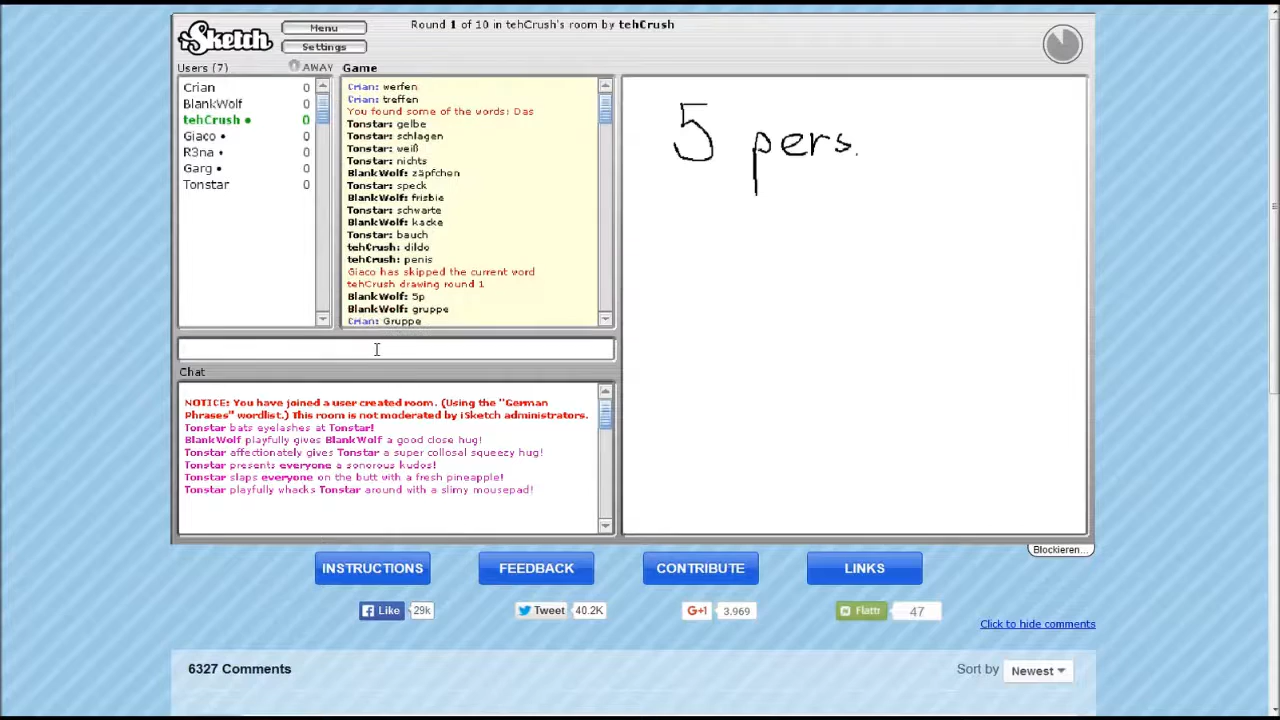 iSketch
Menu
Settings
Round 1 of 10 in tehCrush's room by tehCrush
Users (7)
AWAY
Game
Crian 0
BlankWolf 0
tehCrush • 0
Giaco • 0
R3na • 0
Garg • 0
Tonstar 0
Crian: werfen
Crian: treffen
You found some of the words: Das
Tonstar: gelbe
Tonstar: schlagen
Tonstar: weiß
Tonstar: nichts
BlankWolf: zäpfchen
Tonstar: speck
BlankWolf: frisbie
Tonstar: schwarte
BlankWolf: kacke
Tonstar: bauch
tehCrush: dildo
tehCrush: penis
Giaco has skipped the current word
tehCrush drawing round 1
BlankWolf: 5p
BlankWolf: gruppe
Crian: Gruppe
5 pers.
Chat
NOTICE: You have joined a user created room. (Using the "German
Phrases" wordlist.) This room is not moderated by iSketch administrators.
Tonstar bats eyelashes at Tonstar!
BlankWolf playfully gives BlankWolf a good close hug!
Tonstar affectionately gives Tonstar a super collosal squeezy hug!
Tonstar presents everyone a sonorous kudos!
Tonstar slaps everyone on the butt with a fresh pineapple!
Tonstar playfully whacks Tonstar around with a slimy mousepad!
Blockieren...
INSTRUCTIONS
FEEDBACK
CONTRIBUTE
LINKS
Like 29k
Tweet 40.2K
G+1 3.969
Flattr 47
Click to hide comments
6327 Comments
Sort by Newest